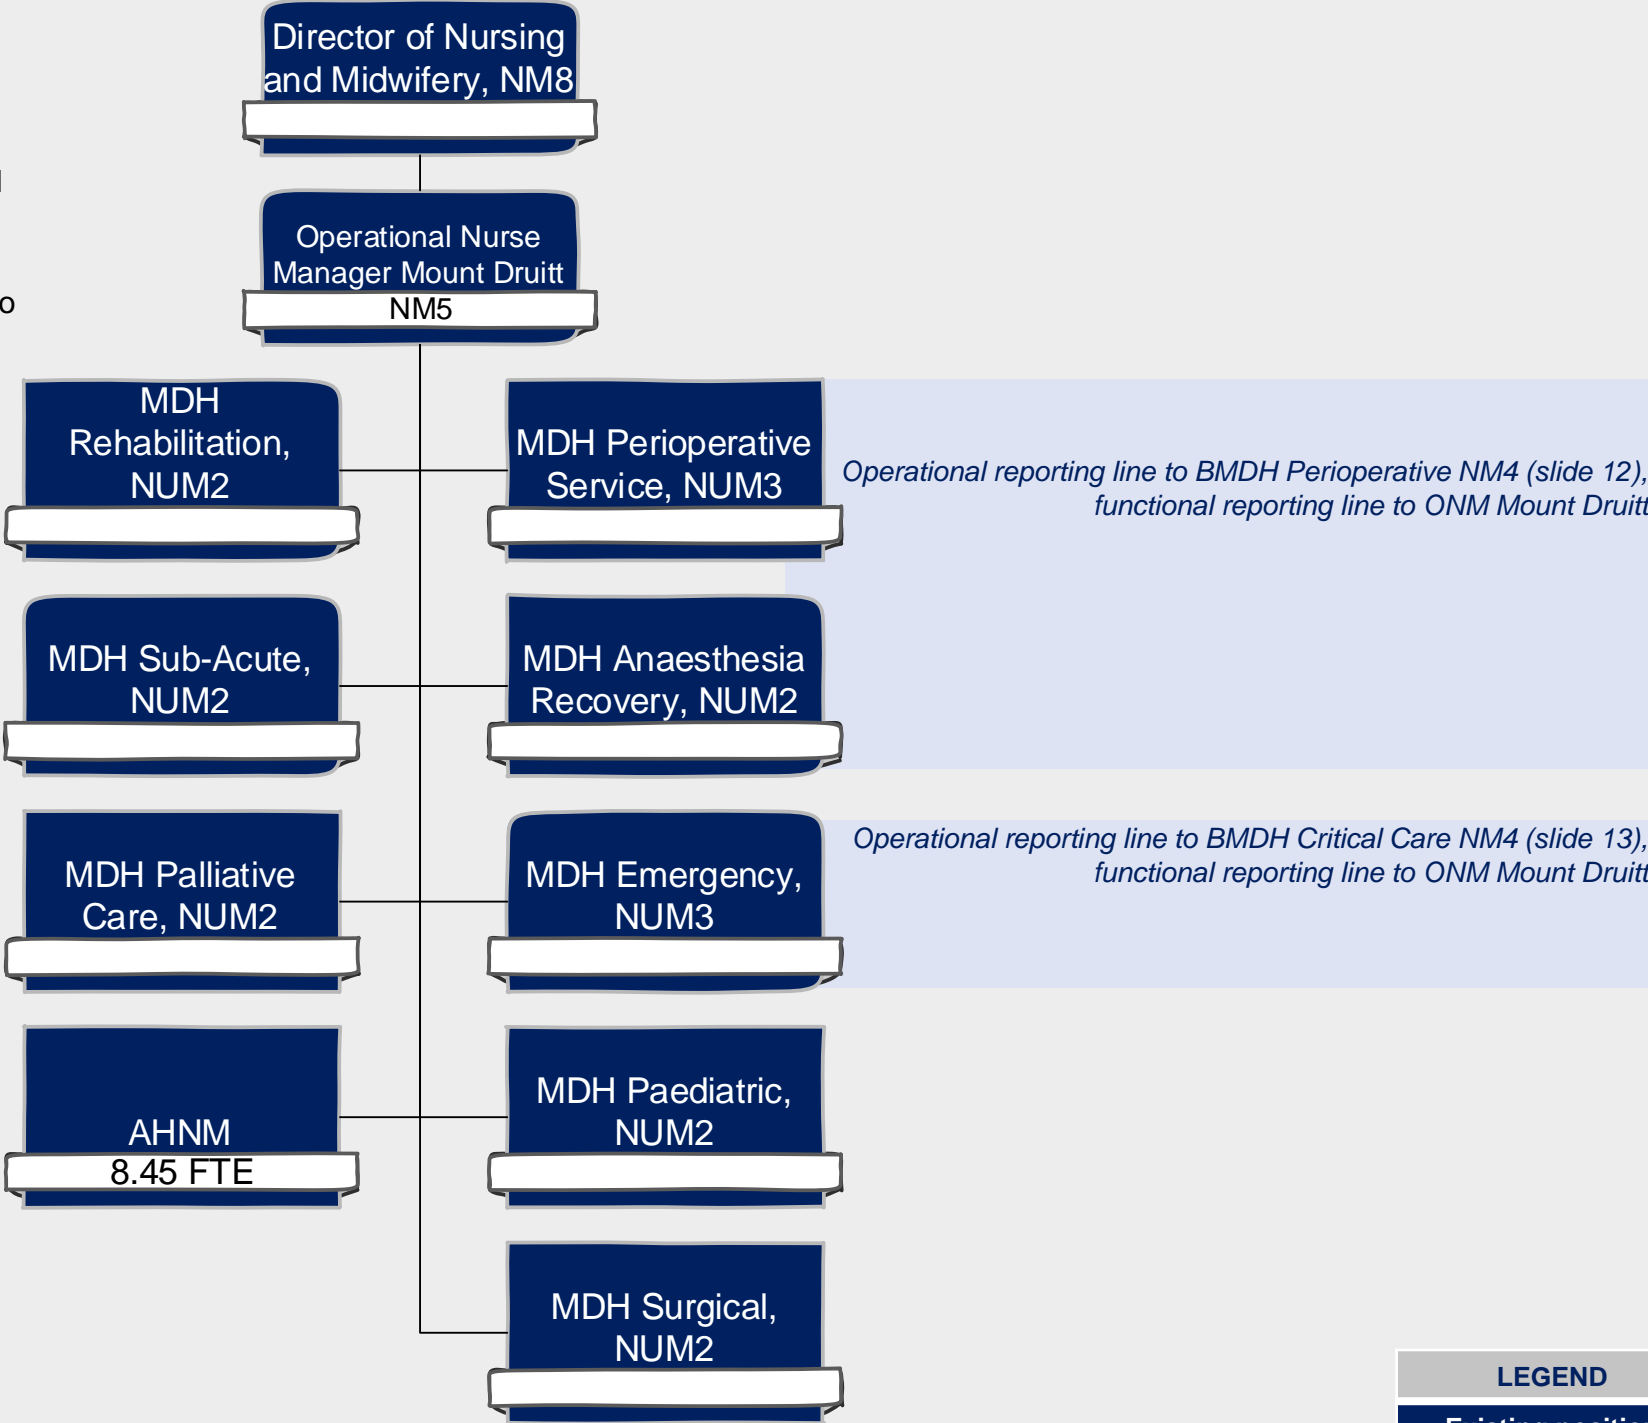 Director of Nursing
and Midwifery, NM8
Operational Nurse
Manager Mount Druitt
NM5
MDH
Rehabilitation,
NUM2
MDH Perioperative
Service, NUM3
Operational reporting line to BMDH Perioperative NM4 (slide 12),
functional reporting line to ONM Mount Druitt
MDH Sub-Acute,
NUM2
MDH Anaesthesia
Recovery, NUM2
MDH Palliative
Care, NUM2
MDH Emergency,
NUM3
Operational reporting line to BMDH Critical Care NM4 (slide 13),
functional reporting line to ONM Mount Druitt
AHNM
8.45 FTE
MDH Paediatric,
NUM2
MDH Surgical,
NUM2
LEGEND
Existing